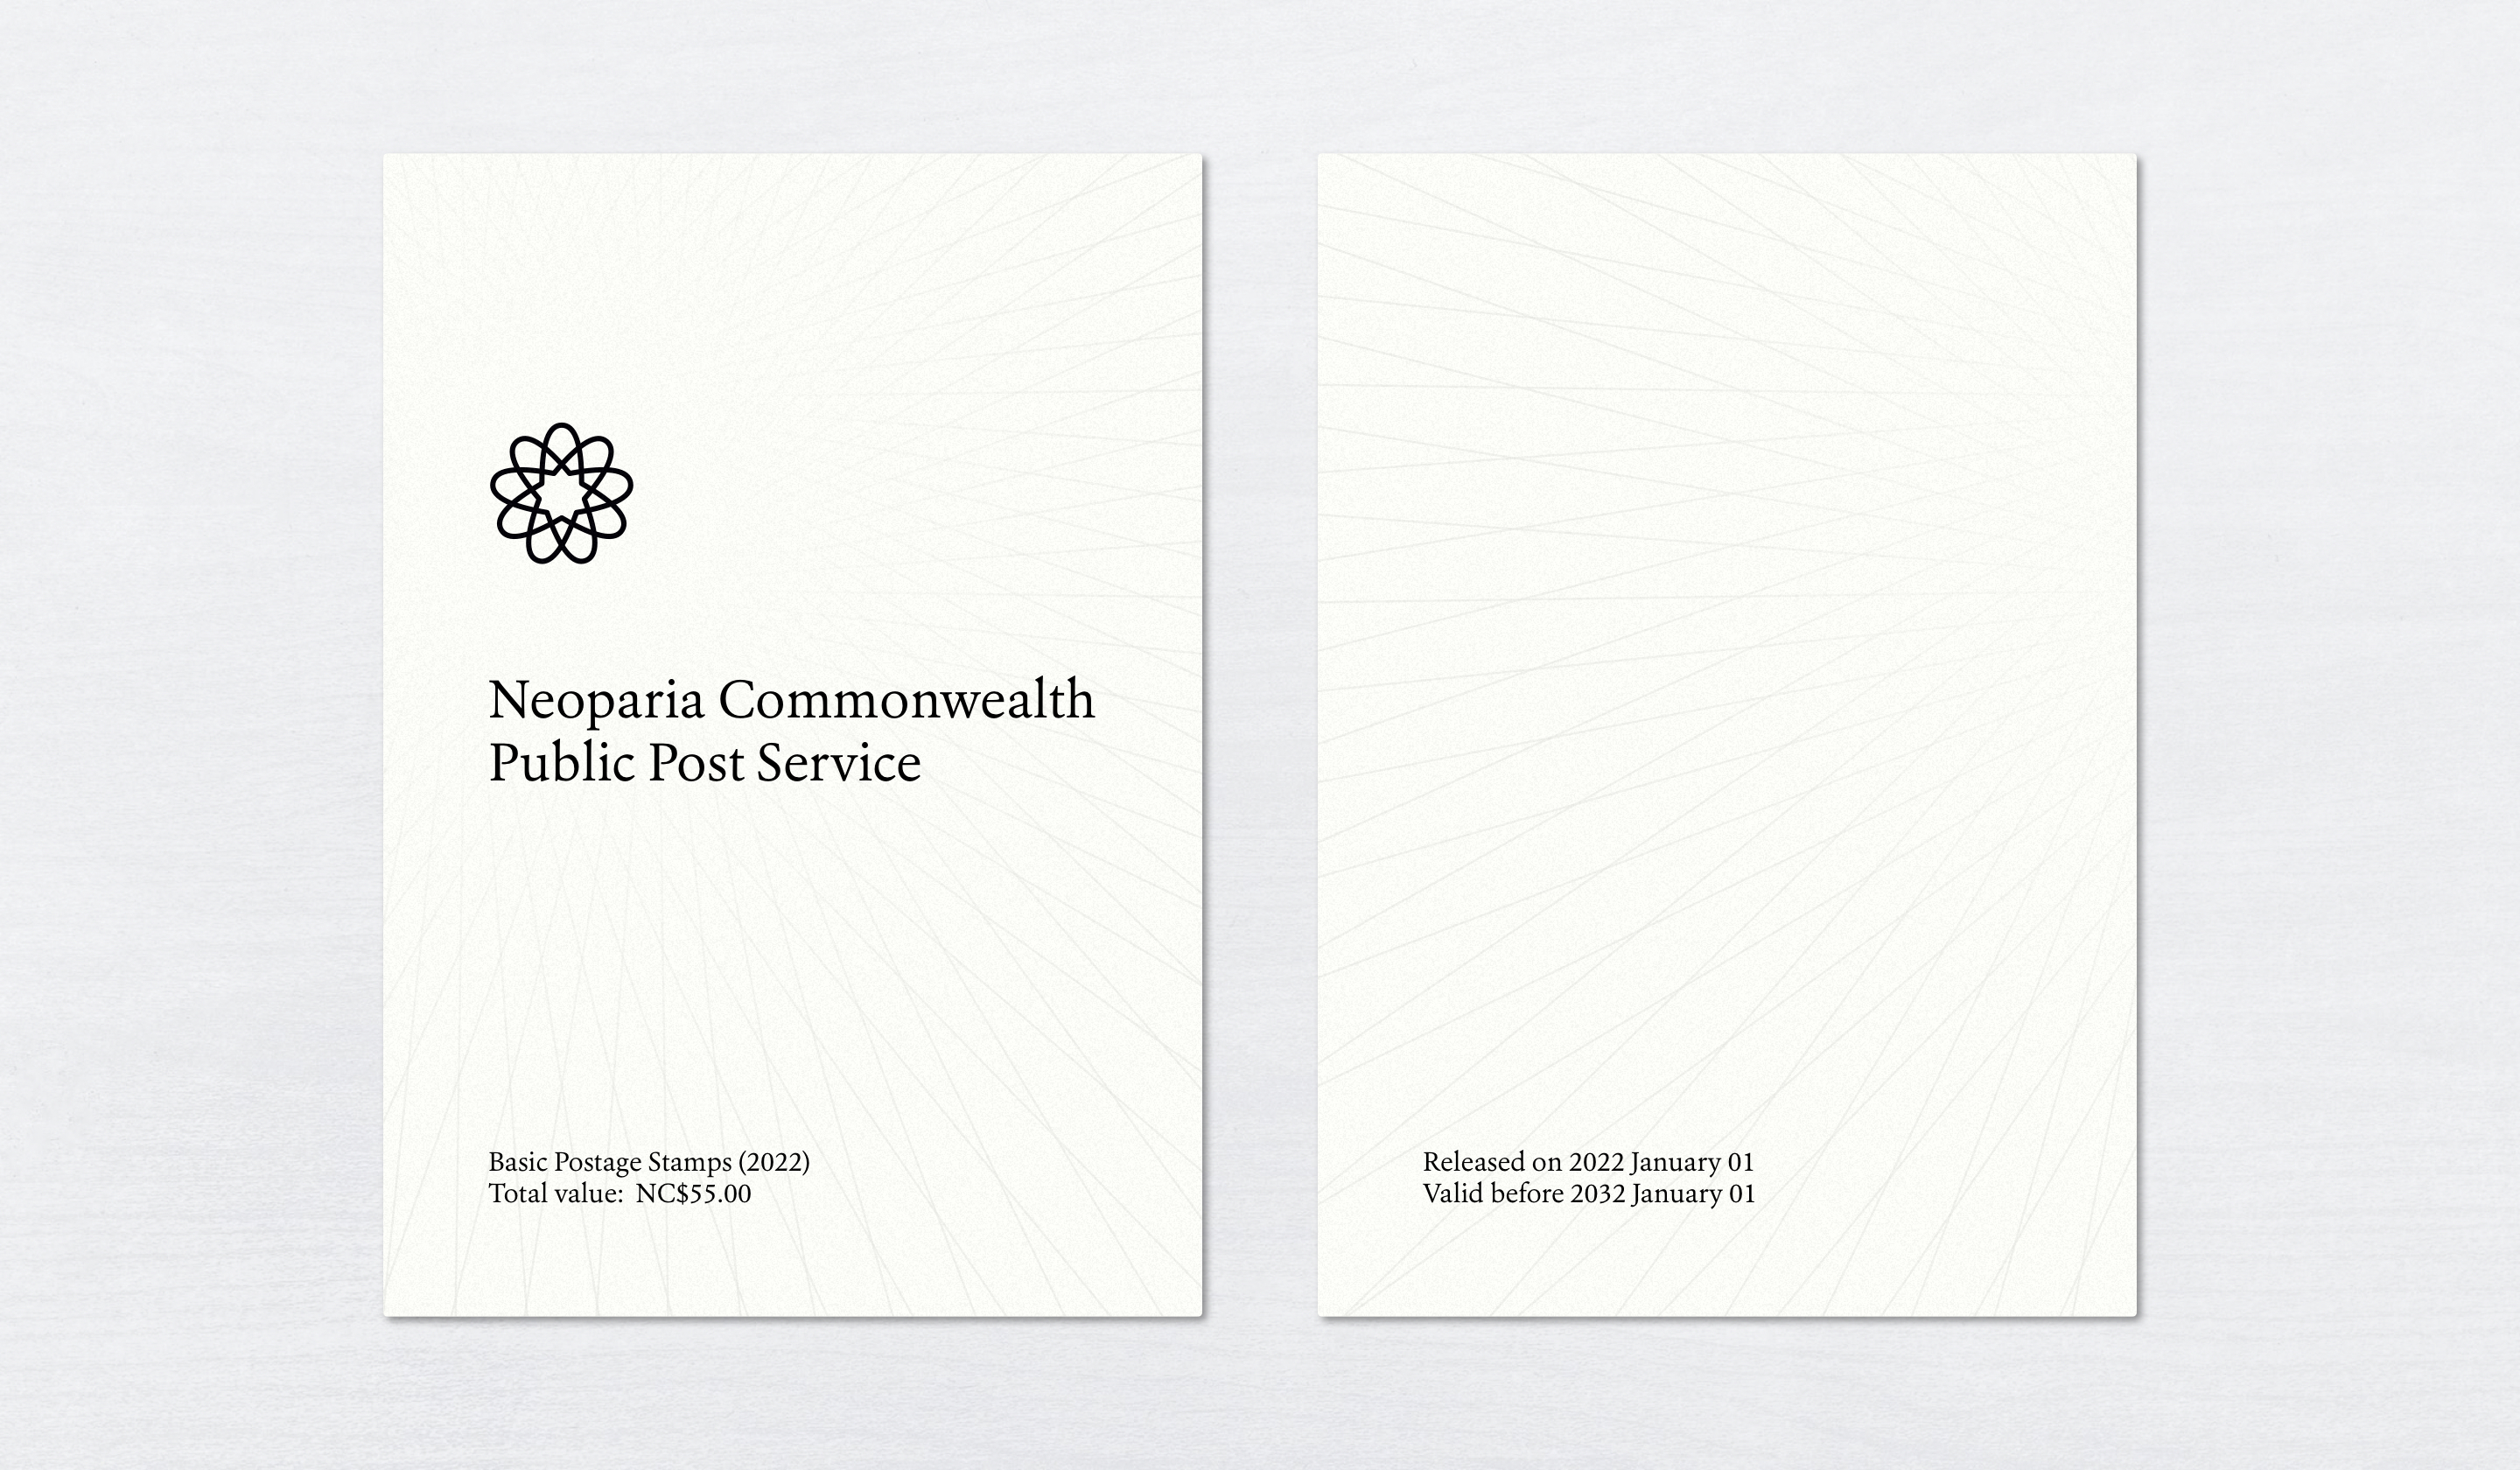 Neoparia Commonwealth
Public Post Service
Basic Postage Stamps (2022)
Total value:  NC$55.00
Released on 2022 January 01
Valid before 2032 January 01